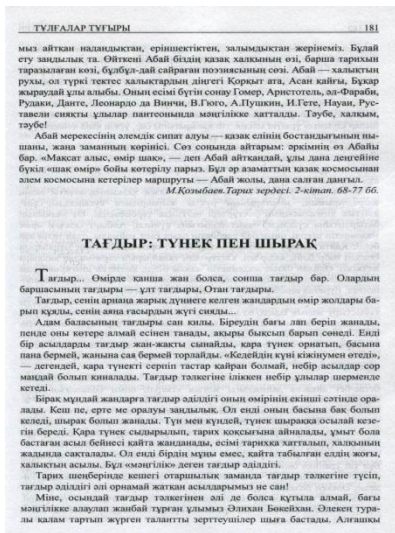 ТҰЛҒАЛАР ТҰҒЫРЫ 181
мыз айтқан надандықтан, еріншектіктен, залымдықтан жерінеміз. Бұлай
ету заңдылық та. Өйткені Абай біздің қазақ халқының өзі, барша тарихын
таразылаған көзі, бұлбұл-дай сайраған поэзиясының сөзі. Абай — халықтың
рухы, ол түркі тектес халықтардың діңгегі Қорқыт ата, Асан қайғы, Бұқар
жыраудай ұлы алыбы. Оның есімі бүгін сонау Гомер, Аристотель, әл-Фараби,
Рудаки, Данте, Леонардо да Винчи, В.Гюго, А.Пушкин, И.Гете, Науаи, Рус-
тавели сияқты ұлылар пантеонында мәңгілікке хатталды. Тәубе, халқым,
тәубе!
Абай мерекесінің әлемдік сипат алуы — қазақ елінің бостандығының ны-
шаны, жаңа заманның көрінісі. Сөз соңында айтарым: әркімнің өз Абайы
бар. «Мақсат алыс, өмір шақ», — деп Абай айтқандай, ұлы дана деңгейіне
бүкіл «шақ өмір» бойы көтерілу парыз. Бұл әр азаматтың қазақ космосынан
әлем космосына көтерілер маршруты — Абай жолы, дана салған даңғыл.
М.Қозыбаев.Тарих зердесі. 2-кітап. 68-77 бб.
ТАҒДЫР: ТҮНЕК ПЕН ШЫРАҚ
Тағдыр... Өмірде қанша жан болса, сонша тағдыр бар. Олардың
баршасының тағдыры — ұлт тағдыры, Отан тағдыры.
Тағдыр, сенің арнаңа жарық дүниеге келген жандардың өмір жолдары ба-
рып құяды, сенің аяңа ғасырдың жүгі сияды...
Адам баласының тағдыры сан қилы. Біреудің бағы лап беріп жанады,
пенде оны көтере алмай есінен танады, ақыры быксып барып сөнеді. Енді
бір асылдарды тағдыр жан-жақты сынайды, қара түнек орнатып, басына
пана бермей, жанына сая бермей торлайды. «Кедейдің күні кіжінумен өтеді»,
— дегендей, қара түнекті серпіп тастар қайран болмай, небір асылдар сор
маңдай болып қиналады. Тағдыр тәлкегіне іліккен небір ұлылар шерменде
кетеді.
Бірақ мұндай жандарға тағдыр әділдігі оның өмірінің екінші сәтінде ора-
лады. Кеш пе, ерте ме оралуы заңдылық. Ол енді оның басына бақ болып
келеді, шырақ болып жанады. Түн мен күндей, түнек шыраққа осылай кезе-
гін береді. Қара түнек сыдырылып, тарих қоқсығына айналады, ұмыт бола
бастаған асыл бейнесі қайта жанданады, есімі тарихқа хатталып, халқының
жадында сақталады. Ол енді бірдің мұңы емес, қайта табылған елдің жоғы,
халықтың асылы. Бұл «мәңгілік» деген тағдыр әділдігі.
Тарих шеңберінде кешегі отаршылық заманда тағдыр тәлкегіне түсіп,
тағдыр әділдігі әлі орнамай жатқан асылдарымыз не сан!
Міне, осындай тағдыр тәлкегінен әлі де болса құтыла алмай, бағы
мәңгілікке алаулап жанбай тұрған ұлымыз Әлихан Бөкейхан. Әлекең тура-
лы қалам тартып жүрген талантты зерттеушілер шыға бастады. Алғашқы